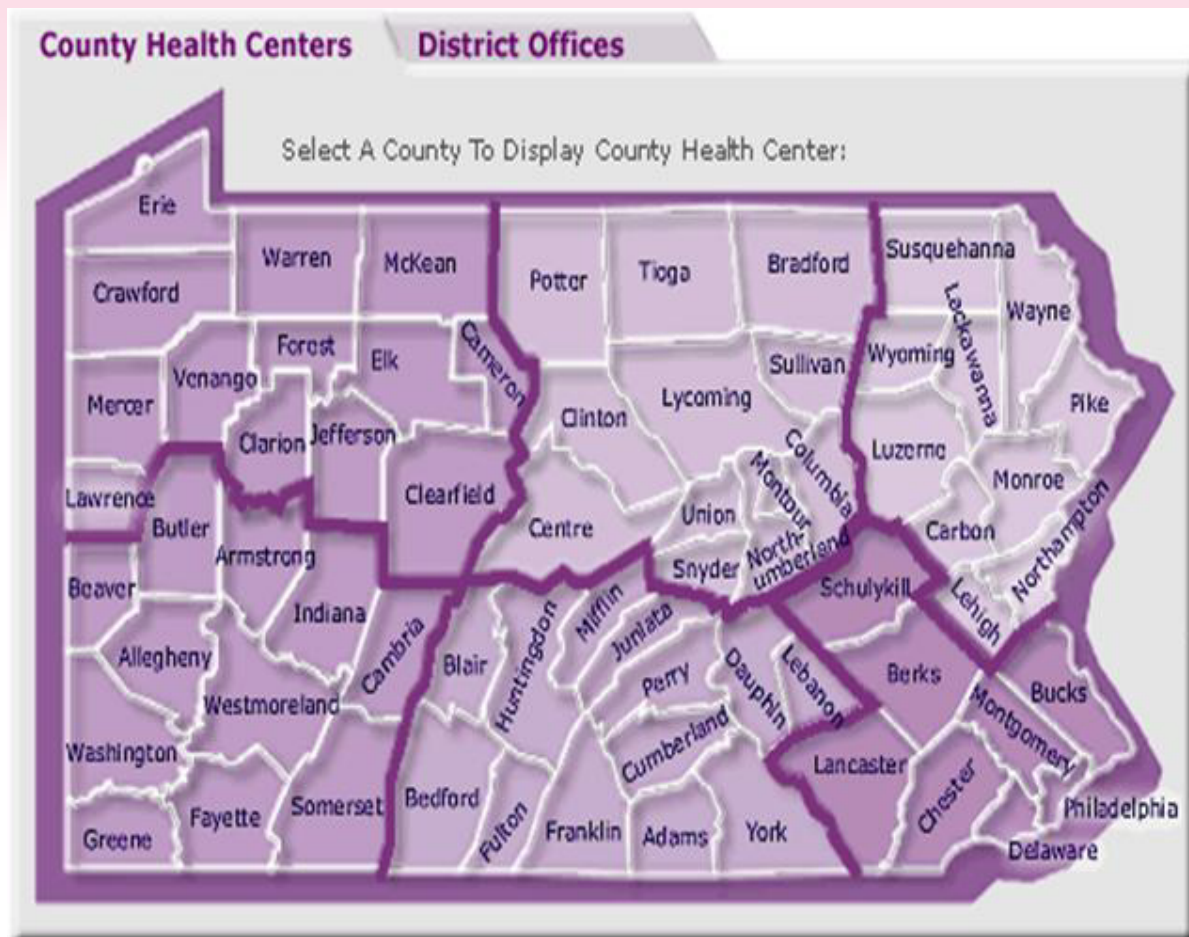 County Health Centers
District Offices
Select A County To Display County Health Center:
Erie
Warren
McKean
Crawford
Potter
Tioga
Bradford
Susquehanna
Wayne
Lackawanna
Wyoming
Forest
Elk
Cameron
Venango
Mercer
Sullivan
Lycoming
Clinton
Pike
Clarion
Jefferson
Luzerne
Columbia
Montour
Monroe
Lawrence
Clearfield
Butler
Centre
Union
Carbon
Northampton
Armstrong
Snyder
North-
umberland
Beaver
Indiana
Schulykill
Lehigh
Mifflin
Juniata
Huntingdon
Cambria
Blair
Allegheny
Perry
Dauphin
Lebanon
Berks
Bucks
Westmoreland
Montgomery
Washington
Cumberland
Lancaster
Chester
Philadelphia
Somerset
Bedford
Fulton
Fayette
Greene
Franklin
Adams
York
Delaware